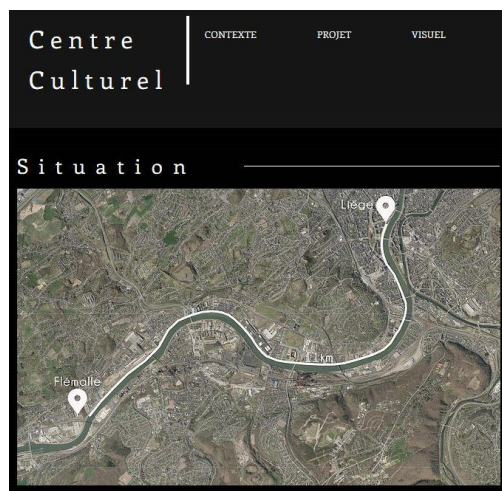 Centre
Culturel
CONTEXTE PROJET VISUEL
Situation
Liège
11km
Flémalle